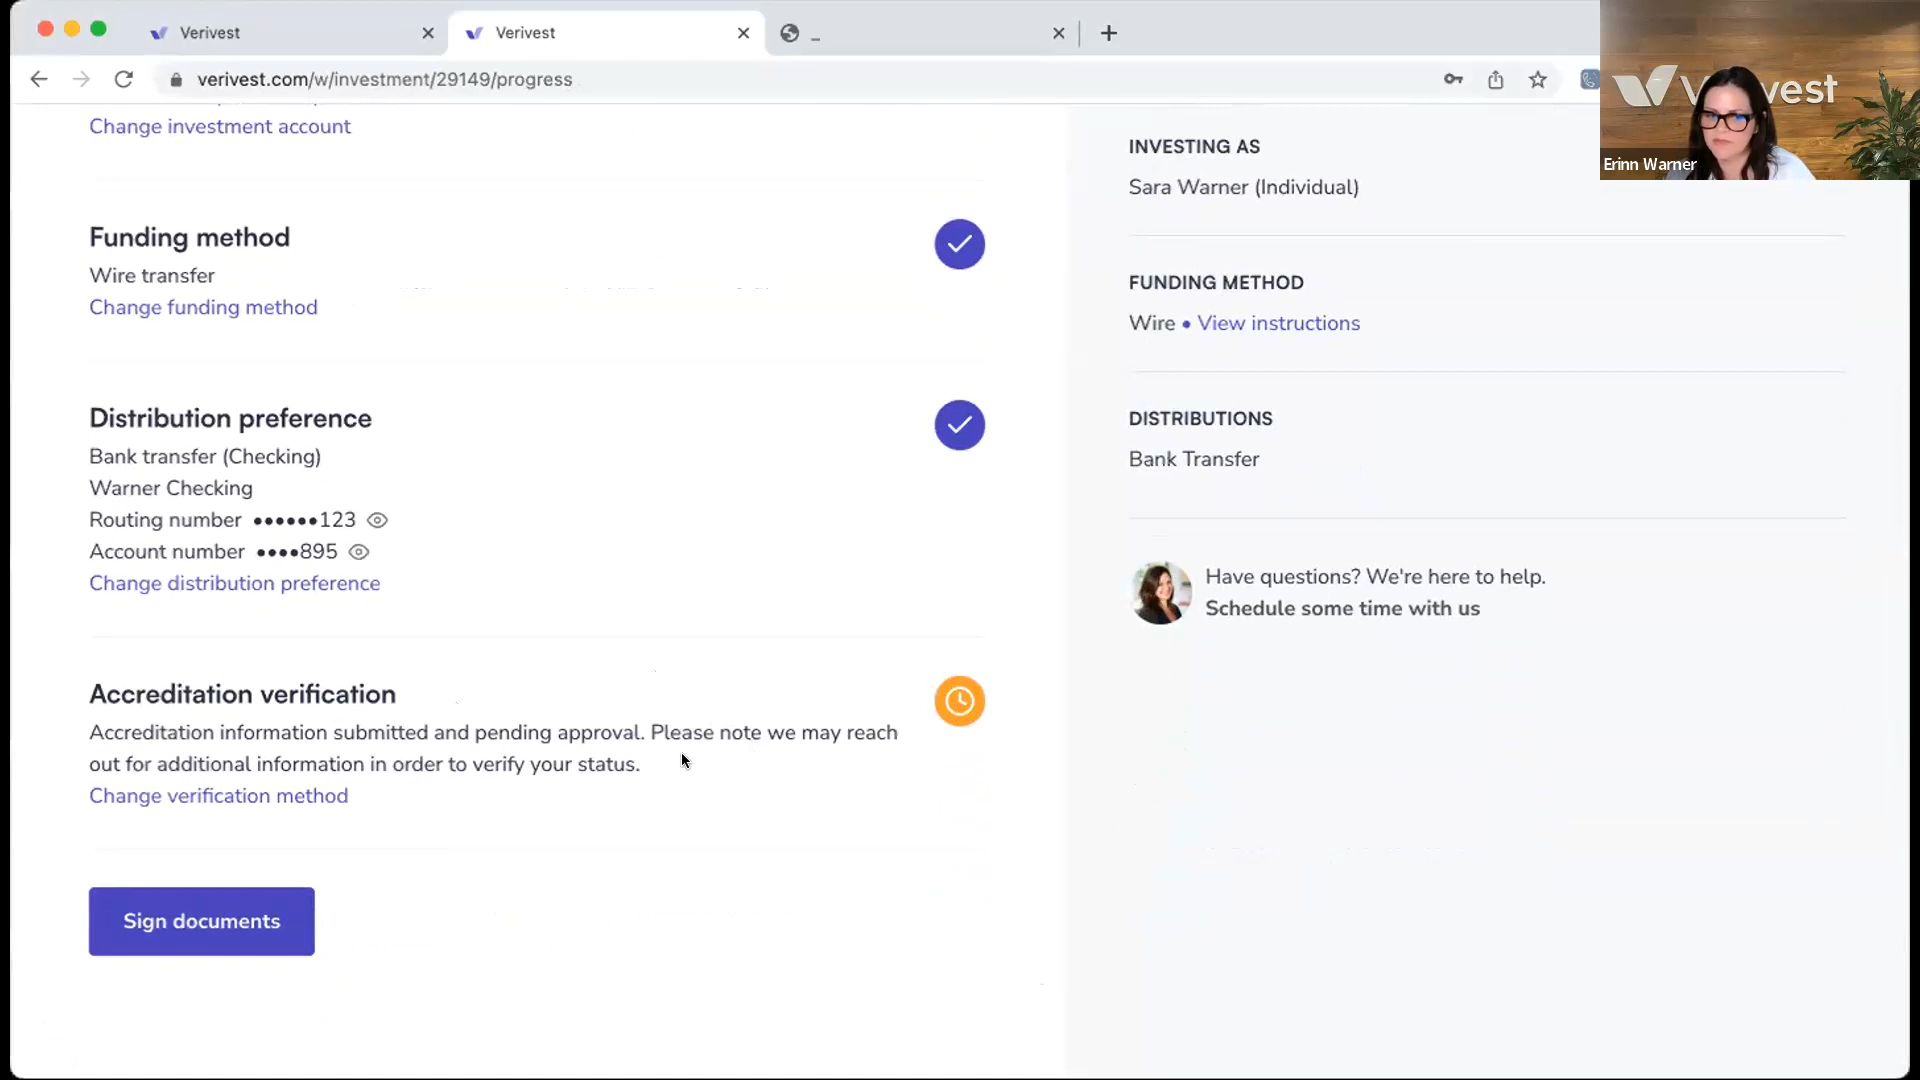 Verivest
Verivest
_
verivest.com/w/investment/29149/progress
Verivest
Erinn Warner
Change investment account
Funding method
Wire transfer
Change funding method
Distribution preference
Bank transfer (Checking)
Warner Checking
Routing number ••••••123
Account number ••••895
Change distribution preference
Accreditation verification
Accreditation information submitted and pending approval. Please note we may reach
out for additional information in order to verify your status.
Change verification method
Sign documents
INVESTING AS
Sara Warner (Individual)
FUNDING METHOD
Wire • View instructions
DISTRIBUTIONS
Bank Transfer
Have questions? We're here to help.
Schedule some time with us